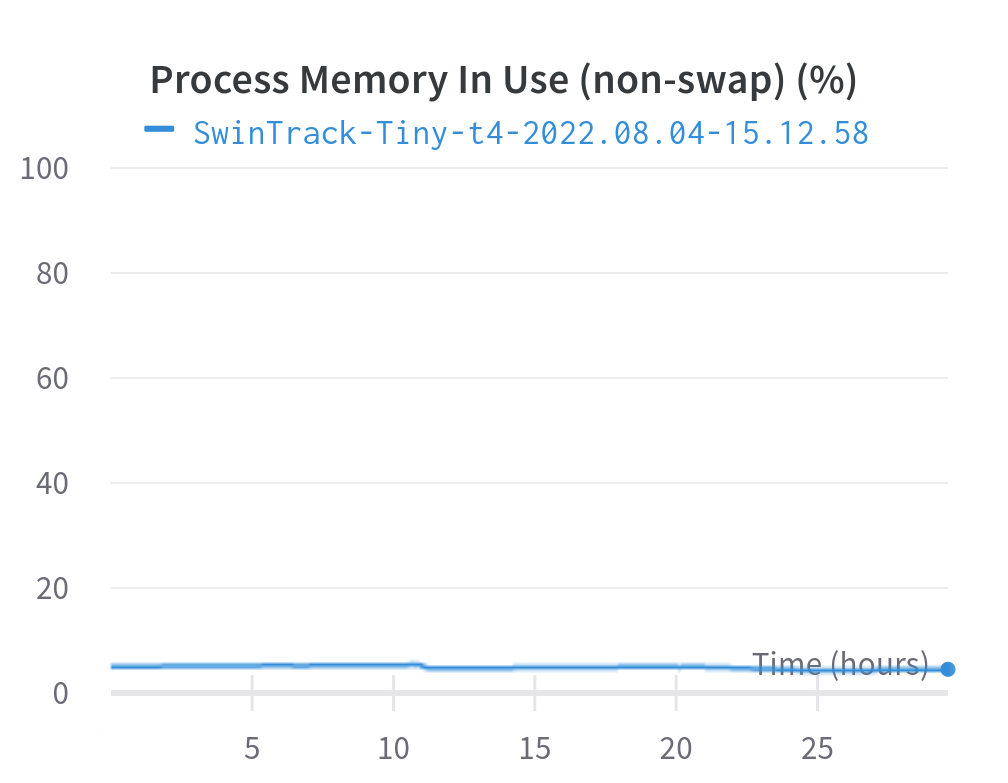 Process Memory In Use (non-swap) (%)
SwinTrack-Tiny-t4-2022.08.04-15.12.58
100
80
60
40
20
Time (hours)
0
5 10 15 20 25